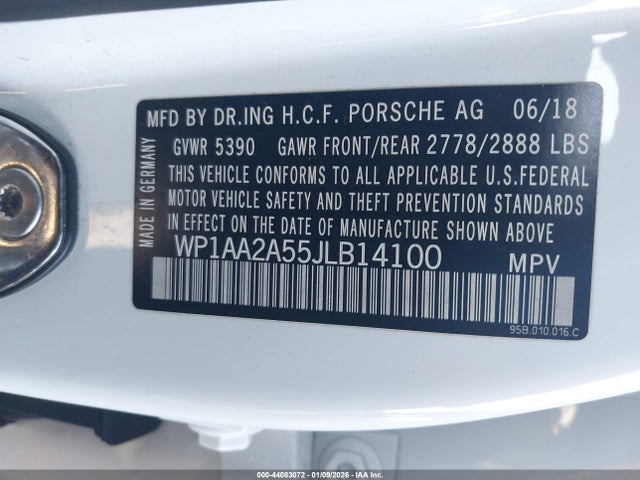 MFD BY DR.ING H.C.F. PORSCHE AG 06/18
GVWR 5390 GAWR FRONT/REAR 2778/2888 LBS
THIS VEHICLE CONFORMS TO ALL APPLICABLE U.S.FEDERAL
MOTOR VEHICLE SAFETY AND THEFT PREVENTION STANDARDS
IN EFFECT ON THE DATE OF MANUFACTURE SHOWN ABOVE
WP1AA2A55JLB14100 MPV
95B.010.016.C
MADE IN GERMANY
000-44083072 - 01/09/2026 - IAAI.COM